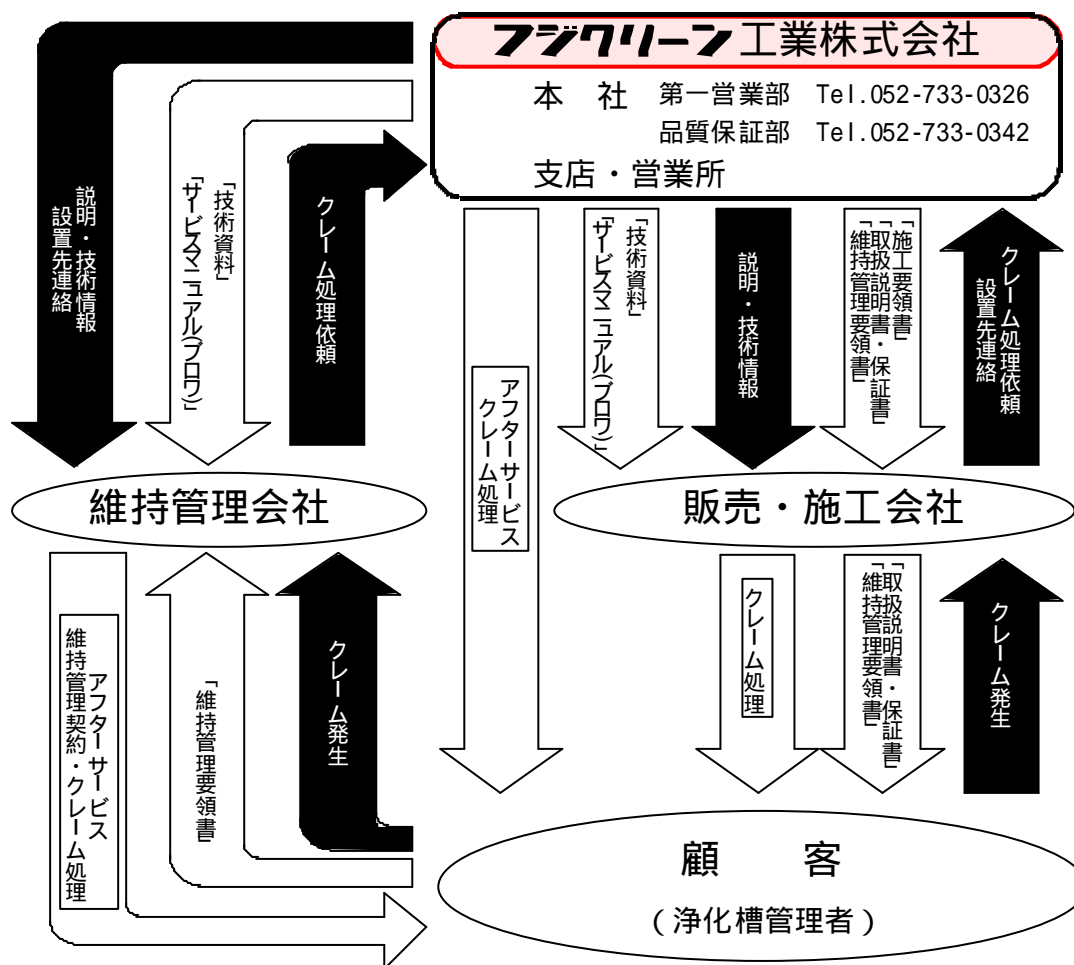 フジクリーン工業株式会社
本 社 第一営業部 Tel.052-733-0326
品質保証部 Tel.052-733-0342
支店・営業所
説明・技術情報
設置先連絡
「技術資料」
「サービスマニュアル(ブロワ)」
クレーム処理依頼
アフターサービス
クレーム処理
「技術資料」
「サービスマニュアル(ブロワ)」
説明・技術情報
「施工要領書」
「取扱説明書・保証書」
「維持管理要領書」
クレーム処理依頼
設置先連絡
維持管理会社
販売・施工会社
アフターサービス
維持管理契約・クレーム処理
「維持管理要領書」
クレーム発生
クレーム処理
「取扱説明書・保証書」
「維持管理要領書」
クレーム発生
顧 客
(浄化槽管理者)